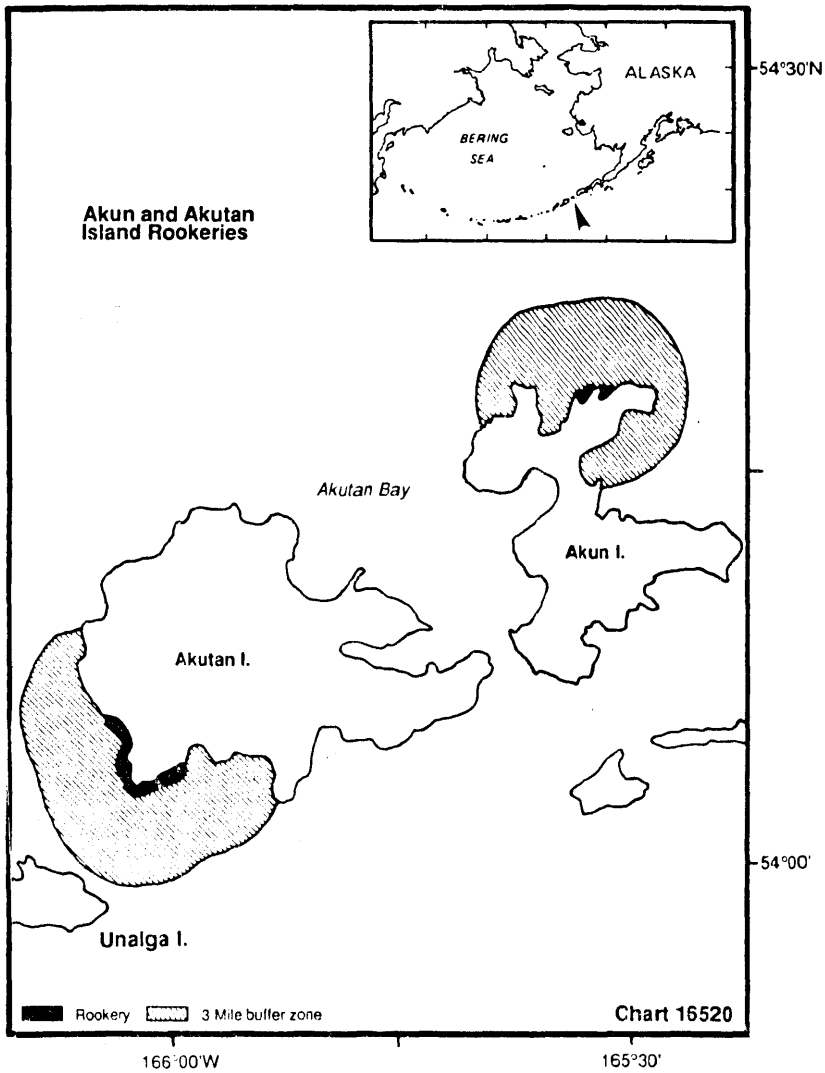 ALASKA
54°30'N
BERING
SEA
Akun and Akutan
Island Rookeries
Akutan Bay
Akun I.
Akutan I.
54°00'
Unalga I.
Rookery
3 Mile buffer zone
Chart 16520
166°00'W
165°30'